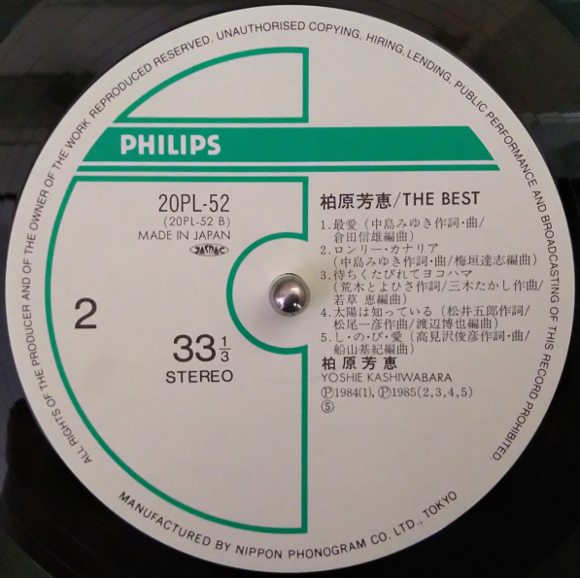 ALL RIGHTS OF THE PRODUCER AND OF THE OWNER OF THE WORK REPRODUCED RESERVED. UNAUTHORISED COPYING, HIRING, LENDING, PUBLIC PERFORMANCE AND BROADCASTING OF THIS RECORD PROHIBITED.
PHILIPS
20PL-52
(20PL-52 B)
MADE IN JAPAN
JASRAC
2
33 1/3
STEREO
柏原芳恵/THE BEST
1.最愛(中島みゆき作詞・曲/
倉田信雄編曲)
2.ロンリー・カナリア
(中島みゆき作詞・曲/梅垣達志編曲)
3.待ちくたびれてヨコハマ
(荒木とよひさ作詞/三木たかし作曲/
若草 恵編曲)
4.太陽は知っている(松井五郎作詞/
松尾一彦作曲/渡辺博也編曲)
5.し・の・び・愛(高見沢俊彦作詞・曲/
船山基紀編曲)
柏原芳恵
YOSHIE KASHIWABARA
Ⓟ1984(1), Ⓟ1985(2,3,4,5)
⑤
MANUFACTURED BY NIPPON PHONOGRAM CO. LTD., TOKYO